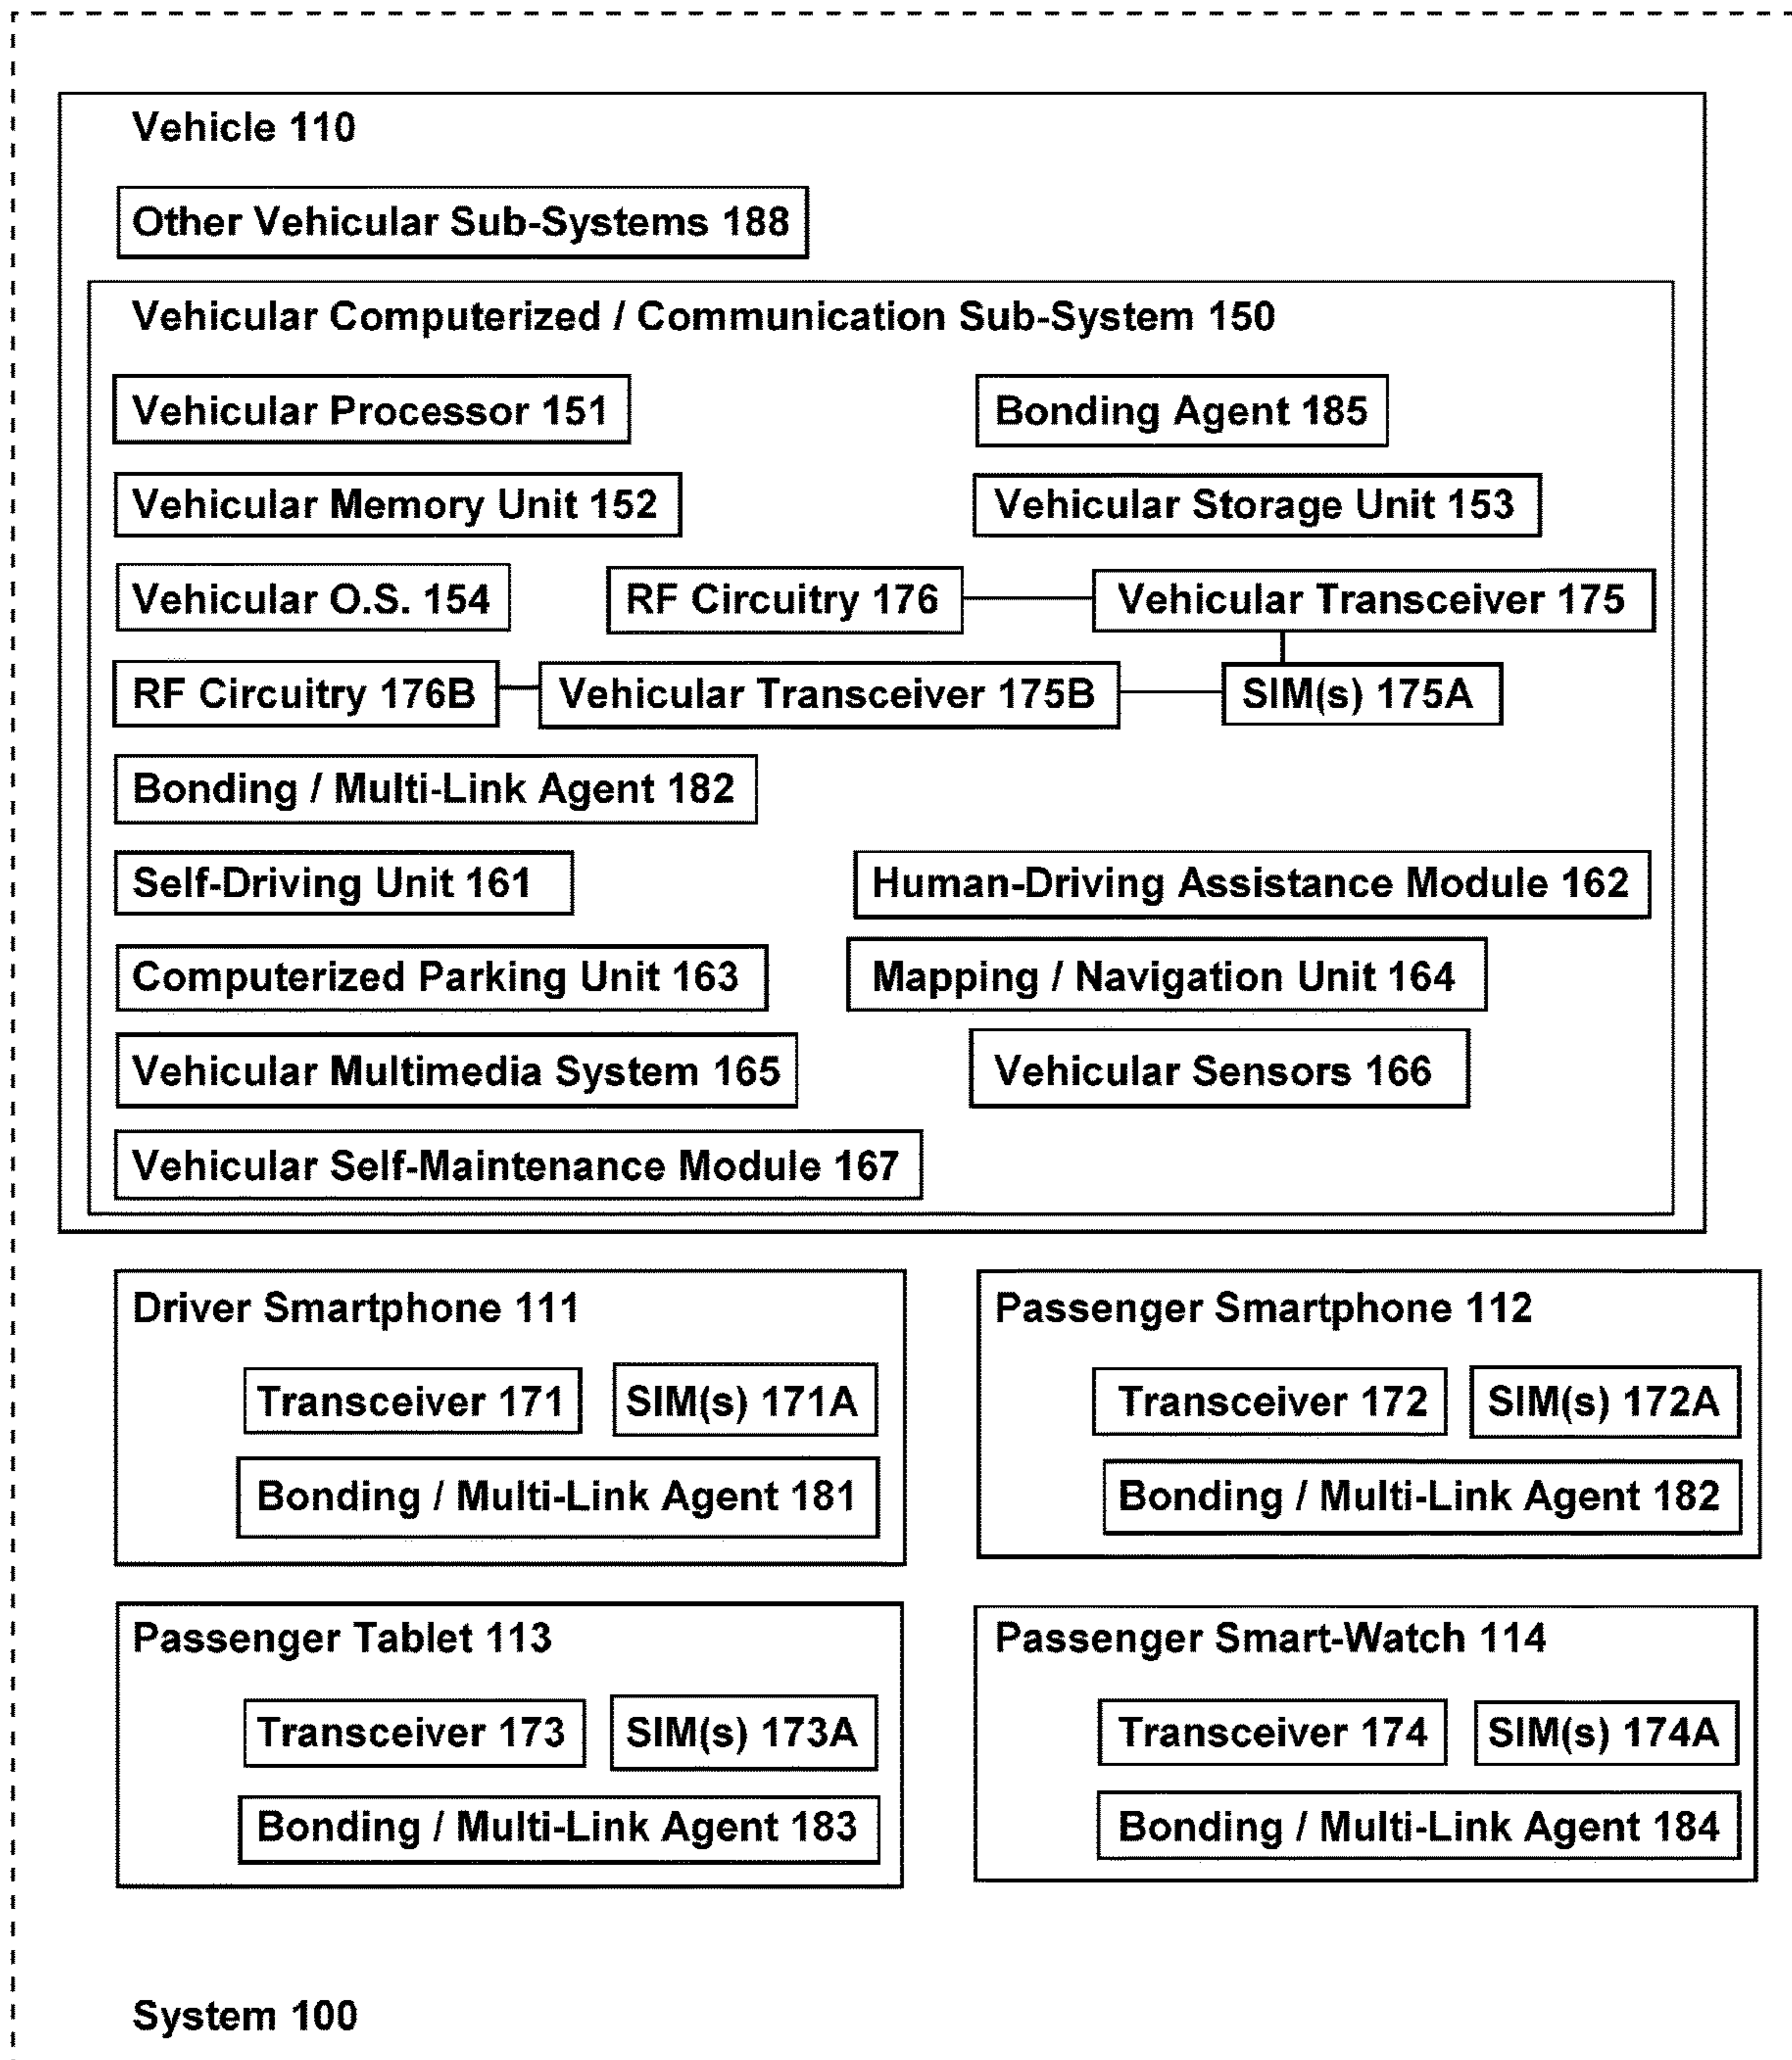 Vehicle 110
Other Vehicular Sub-Systems 188
Vehicular Computerized / Communication Sub-System 150
Vehicular Processor 151
Bonding Agent 185
Vehicular Memory Unit 152
Vehicular Storage Unit 153
Vehicular O.S. 154
RF Circuitry 176
Vehicular Transceiver 175
RF Circuitry 176B
Vehicular Transceiver 175B
SIM(s) 175A
Bonding / Multi-Link Agent 182
Self-Driving Unit 161
Human-Driving Assistance Module 162
Computerized Parking Unit 163
Mapping / Navigation Unit 164
Vehicular Multimedia System 165
Vehicular Sensors 166
Vehicular Self-Maintenance Module 167
Driver Smartphone 111
Transceiver 171
SIM(s) 171A
Bonding / Multi-Link Agent 181
Passenger Smartphone 112
Transceiver 172
SIM(s) 172A
Bonding / Multi-Link Agent 182
Passenger Tablet 113
Transceiver 173
SIM(s) 173A
Bonding / Multi-Link Agent 183
Passenger Smart-Watch 114
Transceiver 174
SIM(s) 174A
Bonding / Multi-Link Agent 184
System 100